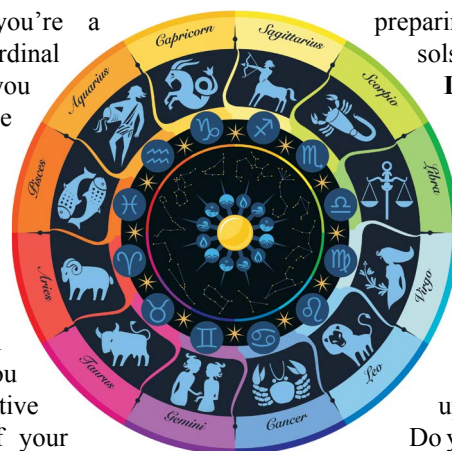 you're a
rdinal
you
e
ou
tive
f your
preparin
sols
L
u
Do y
Capricorn
Sagittarius
Scorpio
Libra
Virgo
Leo
Cancer
Gemini
Taurus
Aries
Pisces
Aquarius